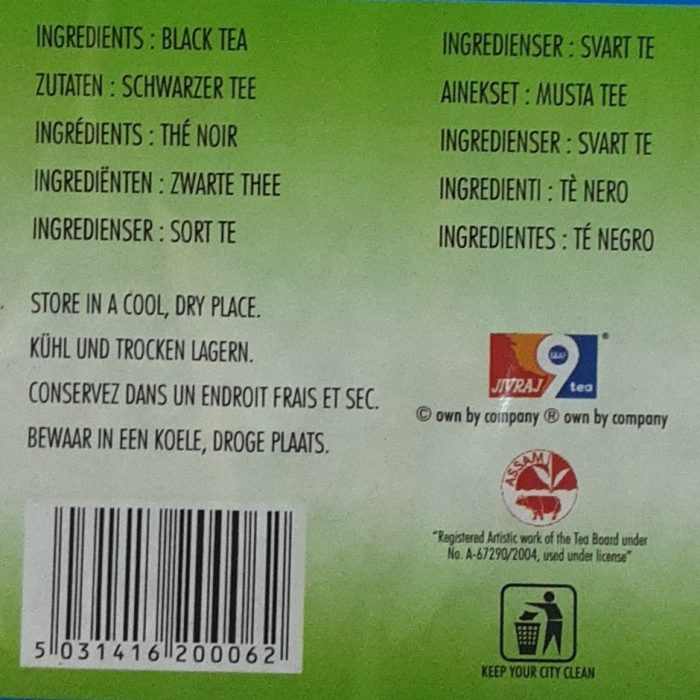 INGREDIENTS : BLACK TEA
ZUTATEN : SCHWARZER TEE
INGRÉDIENTS : THÉ NOIR
INGREDIËNTEN : ZWARTE THEE
INGREDIENSER : SORT TE
INGREDIENSER : SVART TE
AINEKSET : MUSTA TEE
INGREDIENSER : SVART TE
INGREDIENTI : TÈ NERO
INGREDIENTES : TÉ NEGRO
STORE IN A COOL, DRY PLACE.
KÜHL UND TROCKEN LAGERN.
CONSERVEZ DANS UN ENDROIT FRAIS ET SEC.
BEWAAR IN EEN KOELE, DROGE PLAATS.
JIVRAJ 9 LEAF tea ®
© own by company ® own by company
ASSAM
"Registered Artistic work of the Tea Board under
No. A-67290/2004, used under license"
KEEP YOUR CITY CLEAN
5 031416 200062